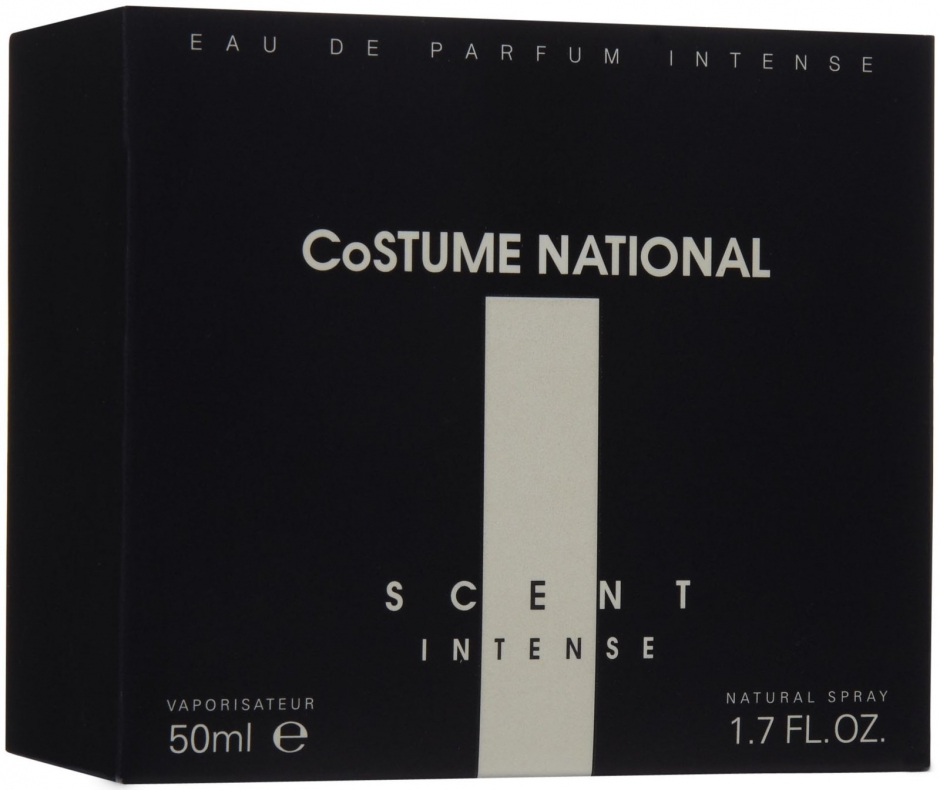 EAU DE PARFUM INTENSE
CoSTUME NATIONAL
SCENT
INTENSE
VAPORISATEUR
50ml ℮
NATURAL SPRAY
1.7 FL.OZ.